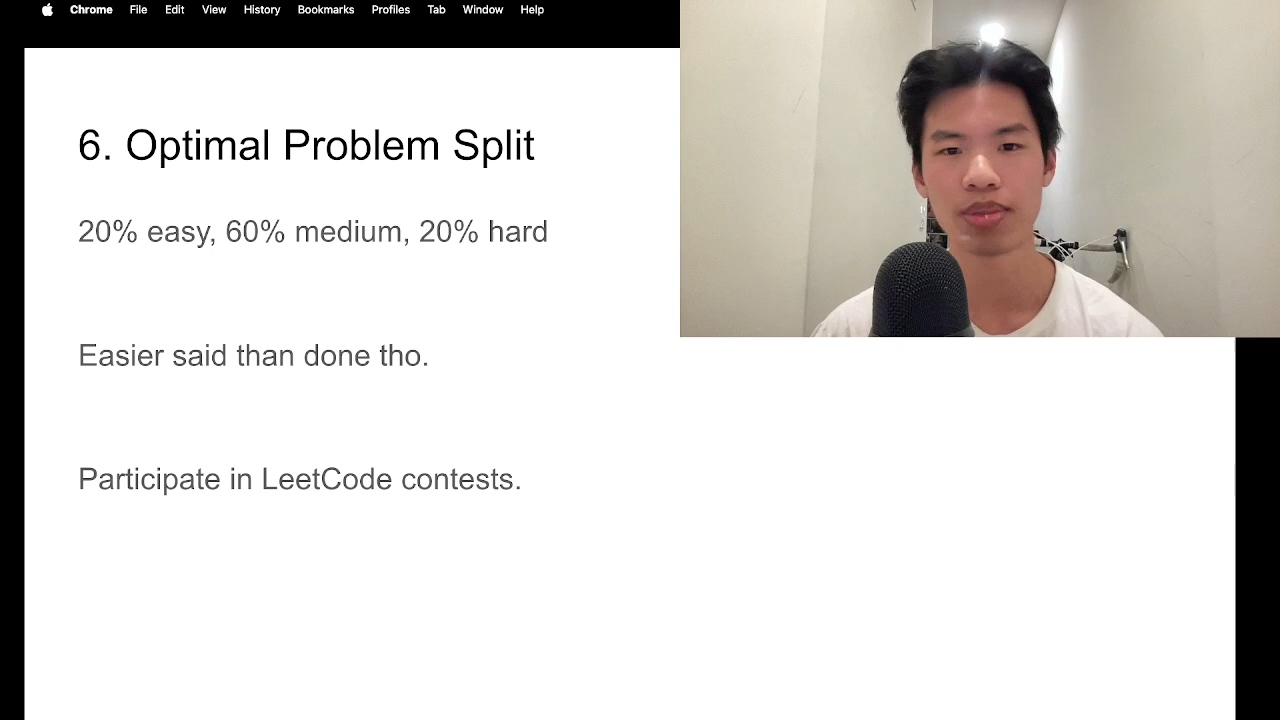 Chrome File Edit View History Bookmarks Profiles Tab Window Help
6. Optimal Problem Split
20% easy, 60% medium, 20% hard
Easier said than done tho.
Participate in LeetCode contests.